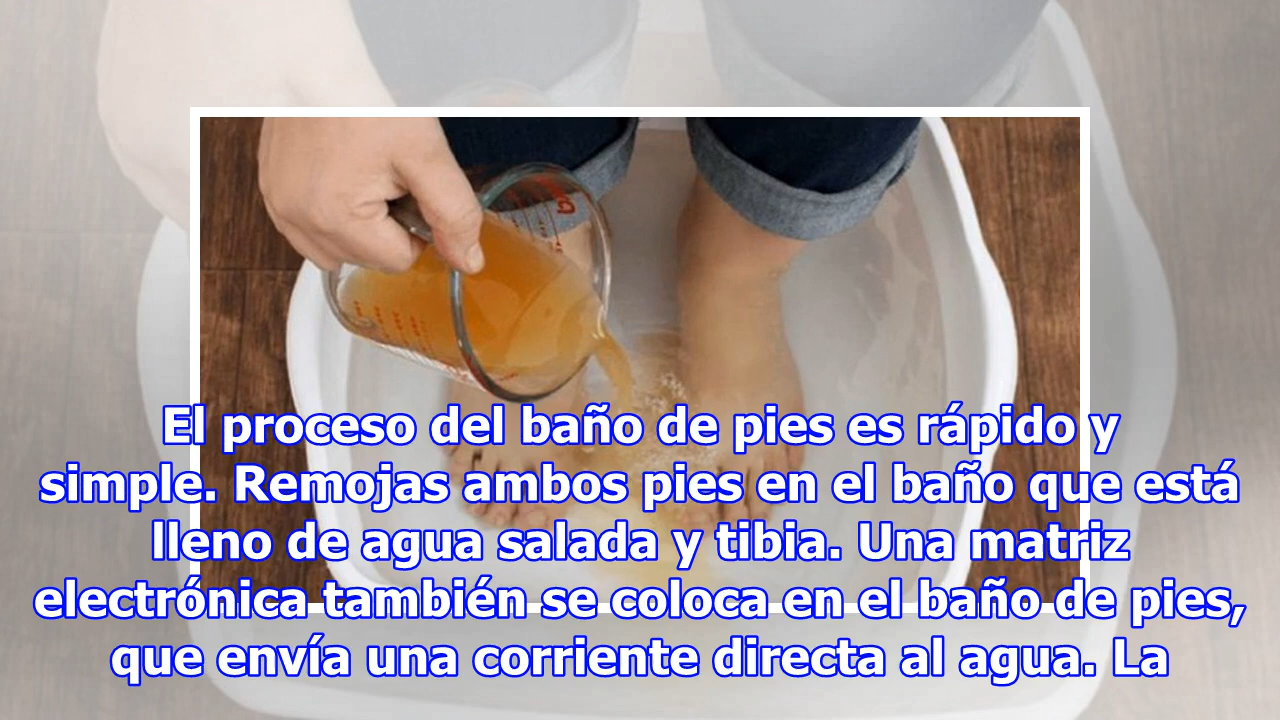 El proceso del baño de pies es rápido y
simple. Remojas ambos pies en el baño que está
lleno de agua salada y tibia. Una matriz
electrónica también se coloca en el baño de pies,
que envía una corriente directa al agua. La